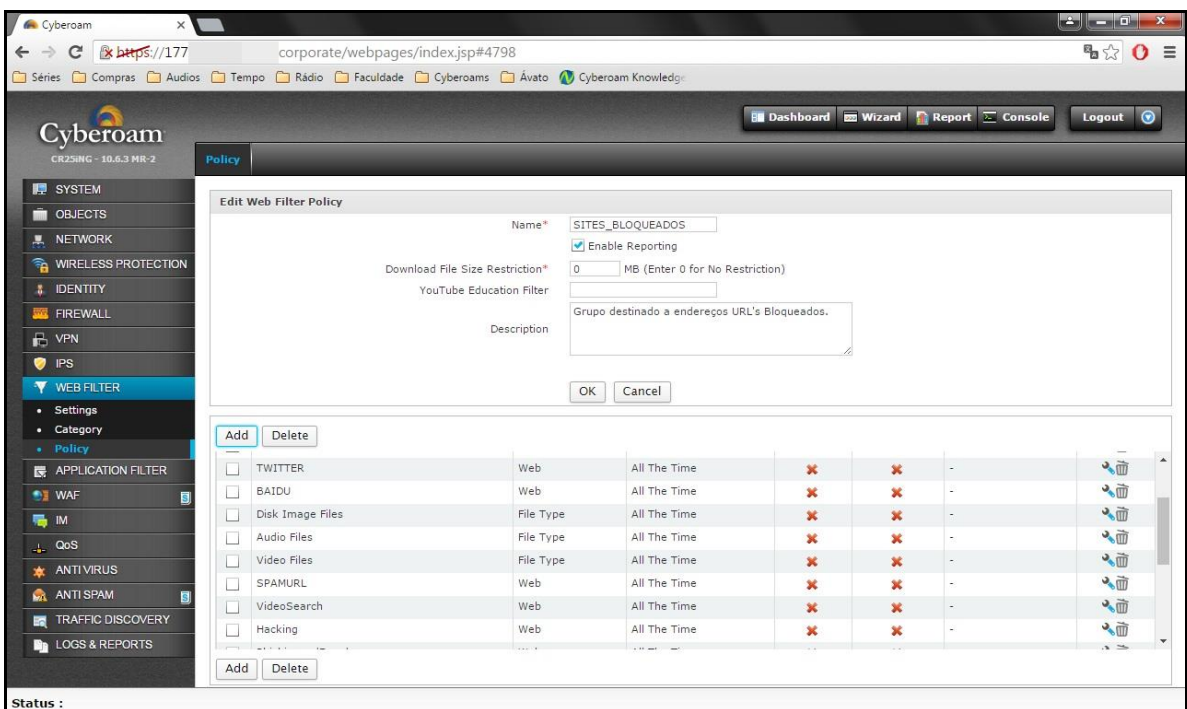 Cyberoam
https://177 corporate/webpages/index.jsp#4798
Séries Compras Audios Tempo Rádio Faculdade Cyberoams Ávato Cyberoam Knowledge
Cyberoam
CR25iNG - 10.6.3 MR-2
Dashboard Wizard Report Console Logout
Policy
SYSTEM
OBJECTS
NETWORK
WIRELESS PROTECTION
IDENTITY
FIREWALL
VPN
IPS
WEB FILTER
Settings
Category
Policy
APPLICATION FILTER
WAF
IM
QoS
ANTI VIRUS
ANTI SPAM
TRAFFIC DISCOVERY
LOGS & REPORTS
Edit Web Filter Policy
Name* SITES_BLOQUEADOS
Enable Reporting
Download File Size Restriction* 0 MB (Enter 0 for No Restriction)
YouTube Education Filter
Description Grupo destinado a endereços URL's Bloqueados.
OK Cancel
Add Delete
TWITTER Web All The Time -
BAIDU Web All The Time -
Disk Image Files File Type All The Time -
Audio Files File Type All The Time -
Video Files File Type All The Time -
SPAMURL Web All The Time -
VideoSearch Web All The Time -
Hacking Web All The Time -
Add Delete
Status :